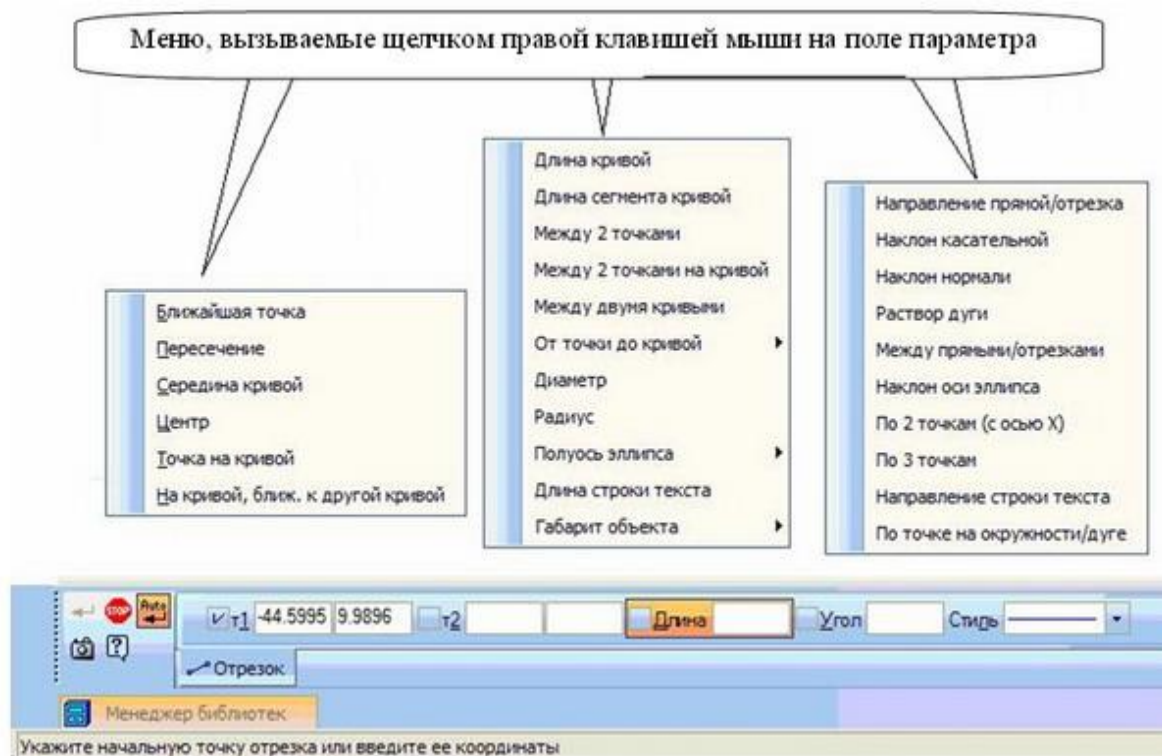 Меню, вызываемые щелчком правой клавишей мыши на поле параметра
Ближайшая точка
Пересечение
Середина кривой
Центр
Точка на кривой
На кривой, ближ. к другой кривой
Длина кривой
Длина сегмента кривой
Между 2 точками
Между 2 точками на кривой
Между двумя кривыми
От точки до кривой
Диаметр
Радиус
Полуось эллипса
Длина строки текста
Габарит объекта
Направление прямой/отрезка
Наклон касательной
Наклон нормали
Раствор дуги
Между прямыми/отрезками
Наклон оси эллипса
По 2 точкам (с осью X)
По 3 точкам
Направление строки текста
По точке на окружности/дуге
STOP Auto т1 -44.5995 9.9896 т2 Длина Угол Стиль
Отрезок
Менеджер библиотек
Укажите начальную точку отрезка или введите ее координаты